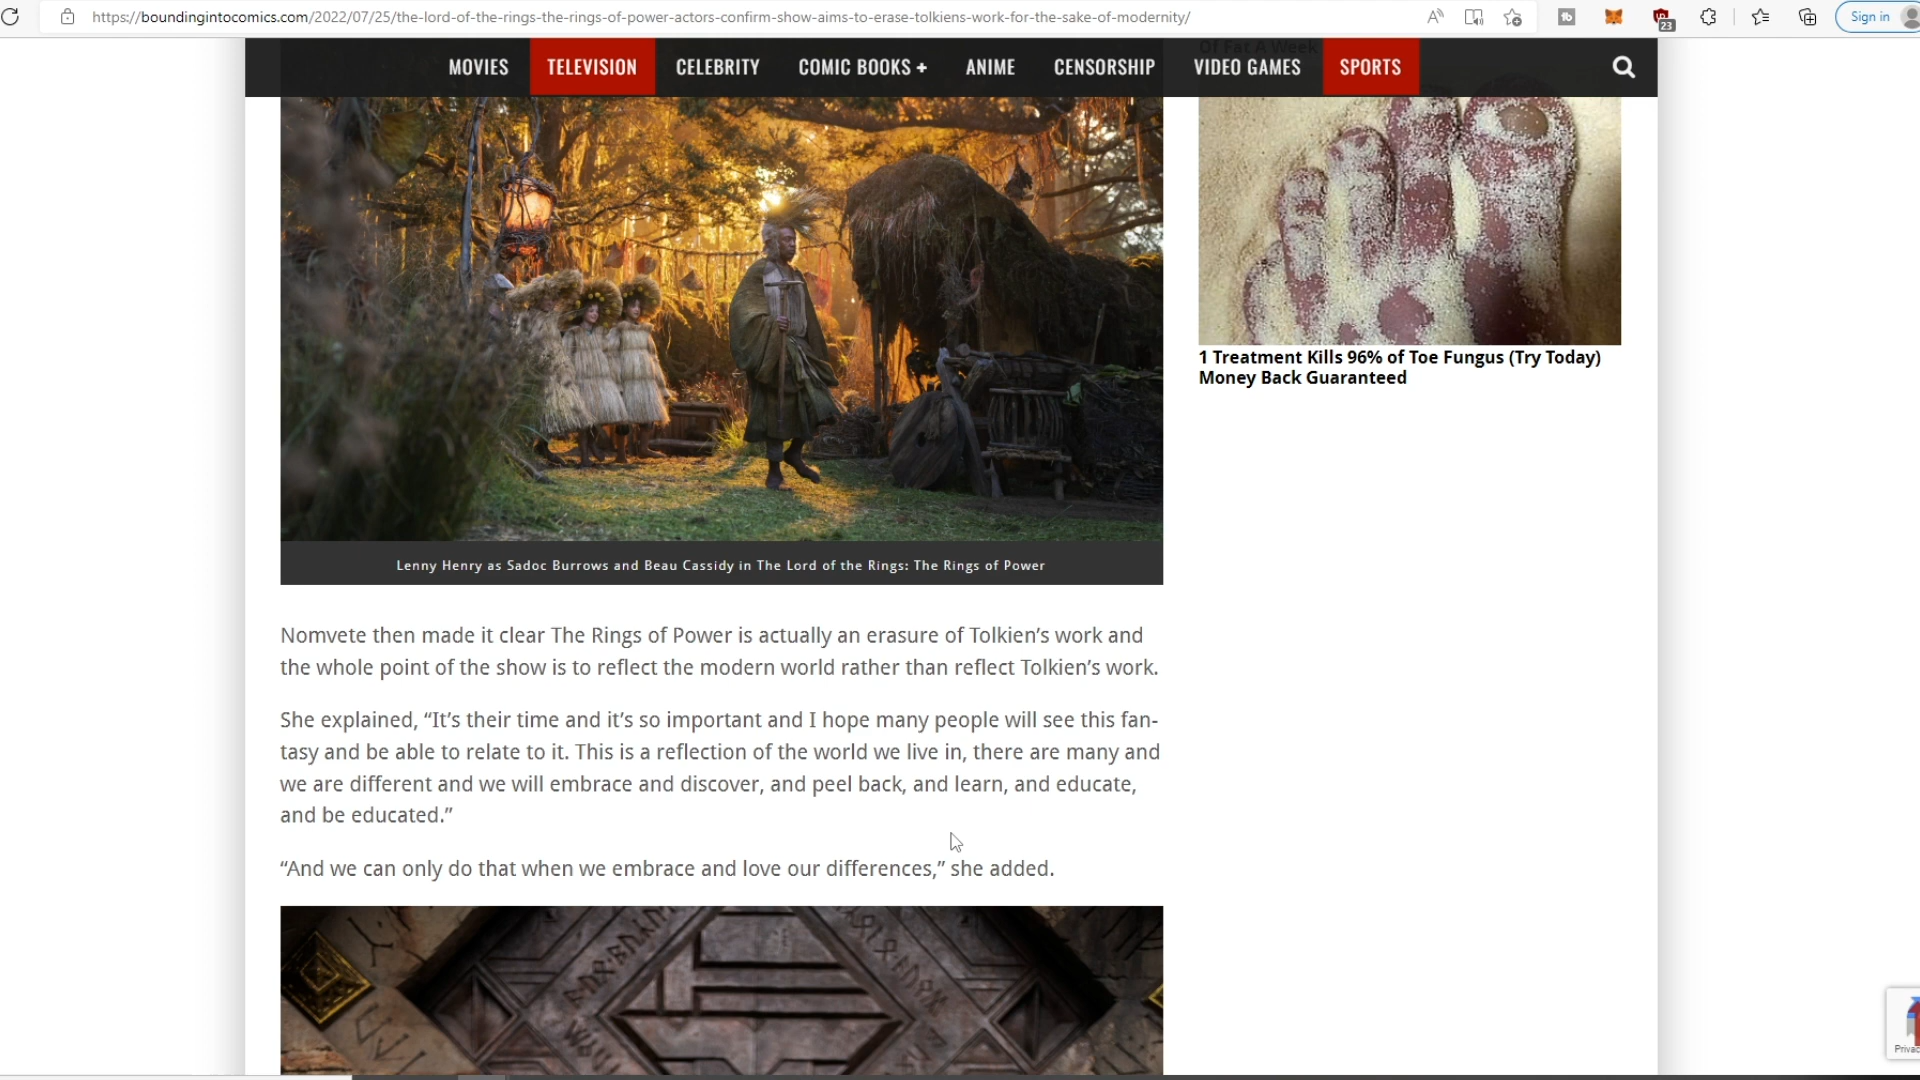 https://boundingintocomics.com/2022/07/25/the-lord-of-the-rings-the-rings-of-power-actors-confirm-show-aims-to-erase-tolkiens-work-for-the-sake-of-modernity/
23
Sign in
Of Fat A Week
MOVIES TELEVISION CELEBRITY COMIC BOOKS + ANIME CENSORSHIP VIDEO GAMES SPORTS
1 Treatment Kills 96% of Toe Fungus (Try Today)
Money Back Guaranteed
Lenny Henry as Sadoc Burrows and Beau Cassidy in The Lord of the Rings: The Rings of Power
Nomvete then made it clear The Rings of Power is actually an erasure of Tolkien’s work and
the whole point of the show is to reflect the modern world rather than reflect Tolkien’s work.
She explained, “It’s their time and it’s so important and I hope many people will see this fan-
tasy and be able to relate to it. This is a reflection of the world we live in, there are many and
we are different and we will embrace and discover, and peel back, and learn, and educate,
and be educated.”
“And we can only do that when we embrace and love our differences,” she added.